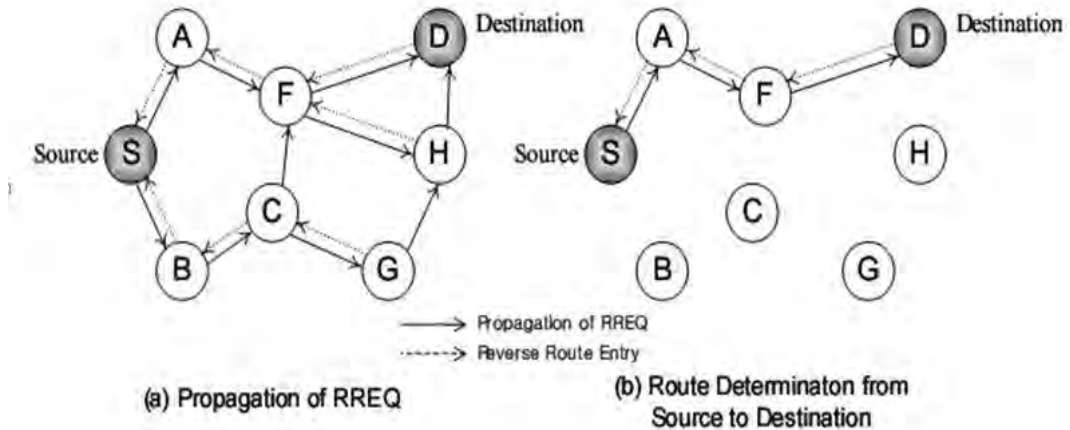 A
D
Destination
F
Source
S
H
C
B
G
A
D
Destination
F
Source
S
H
C
B
G
Propagation of RREQ
Reverse Route Entry
(a) Propagation of RREQ
(b) Route Determinaton from
Source to Destination